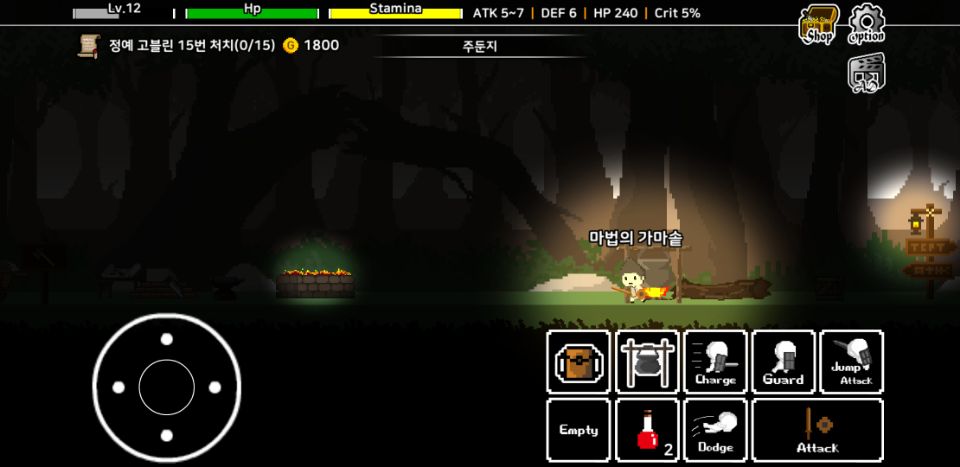 Lv.12
Hp
Stamina
ATK 5~7 | DEF 6 | HP 240 | Crit 5%
Shop
Option
정예 고블린 15번 처치(0/15)
G 1800
주둔지
AD
마법의 가마솥
TEPT
Charge
Guard
Jump Attack
Empty
2
Dodge
Attack